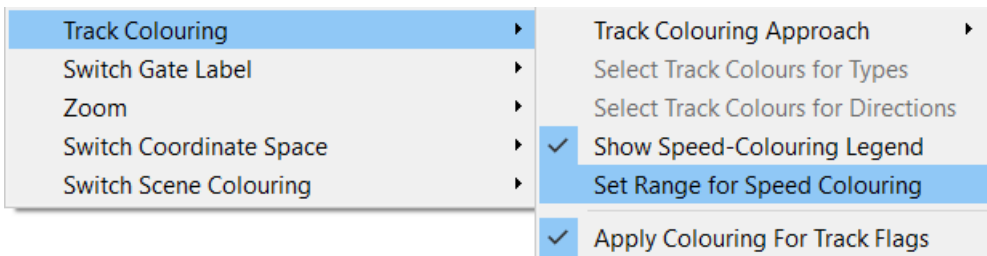 Track Colouring
Switch Gate Label
Zoom
Switch Coordinate Space
Switch Scene Colouring
Track Colouring Approach
Select Track Colours for Types
Select Track Colours for Directions
Show Speed-Colouring Legend
Set Range for Speed Colouring
Apply Colouring For Track Flags